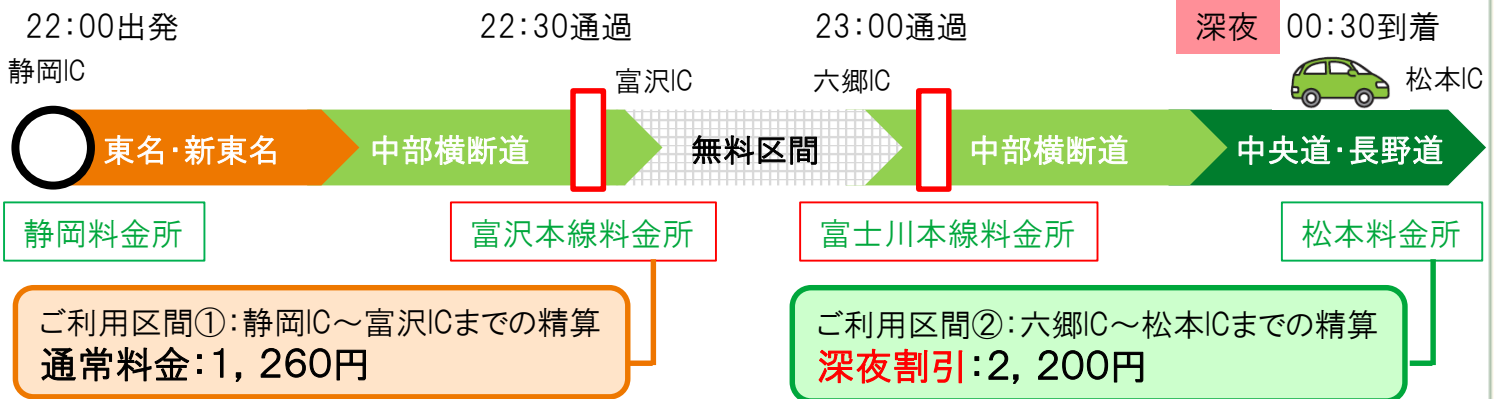 22:00出発
22:30通過
23:00通過
深夜 00:30到着
静岡IC
富沢IC
六郷IC
松本IC
東名・新東名
中部横断道
無料区間
中部横断道
中央道・長野道
静岡料金所
富沢本線料金所
富士川本線料金所
松本料金所
ご利用区間①:静岡IC～富沢ICまでの精算
通常料金:1,260円
ご利用区間②:六郷IC～松本ICまでの精算
深夜割引:2,200円